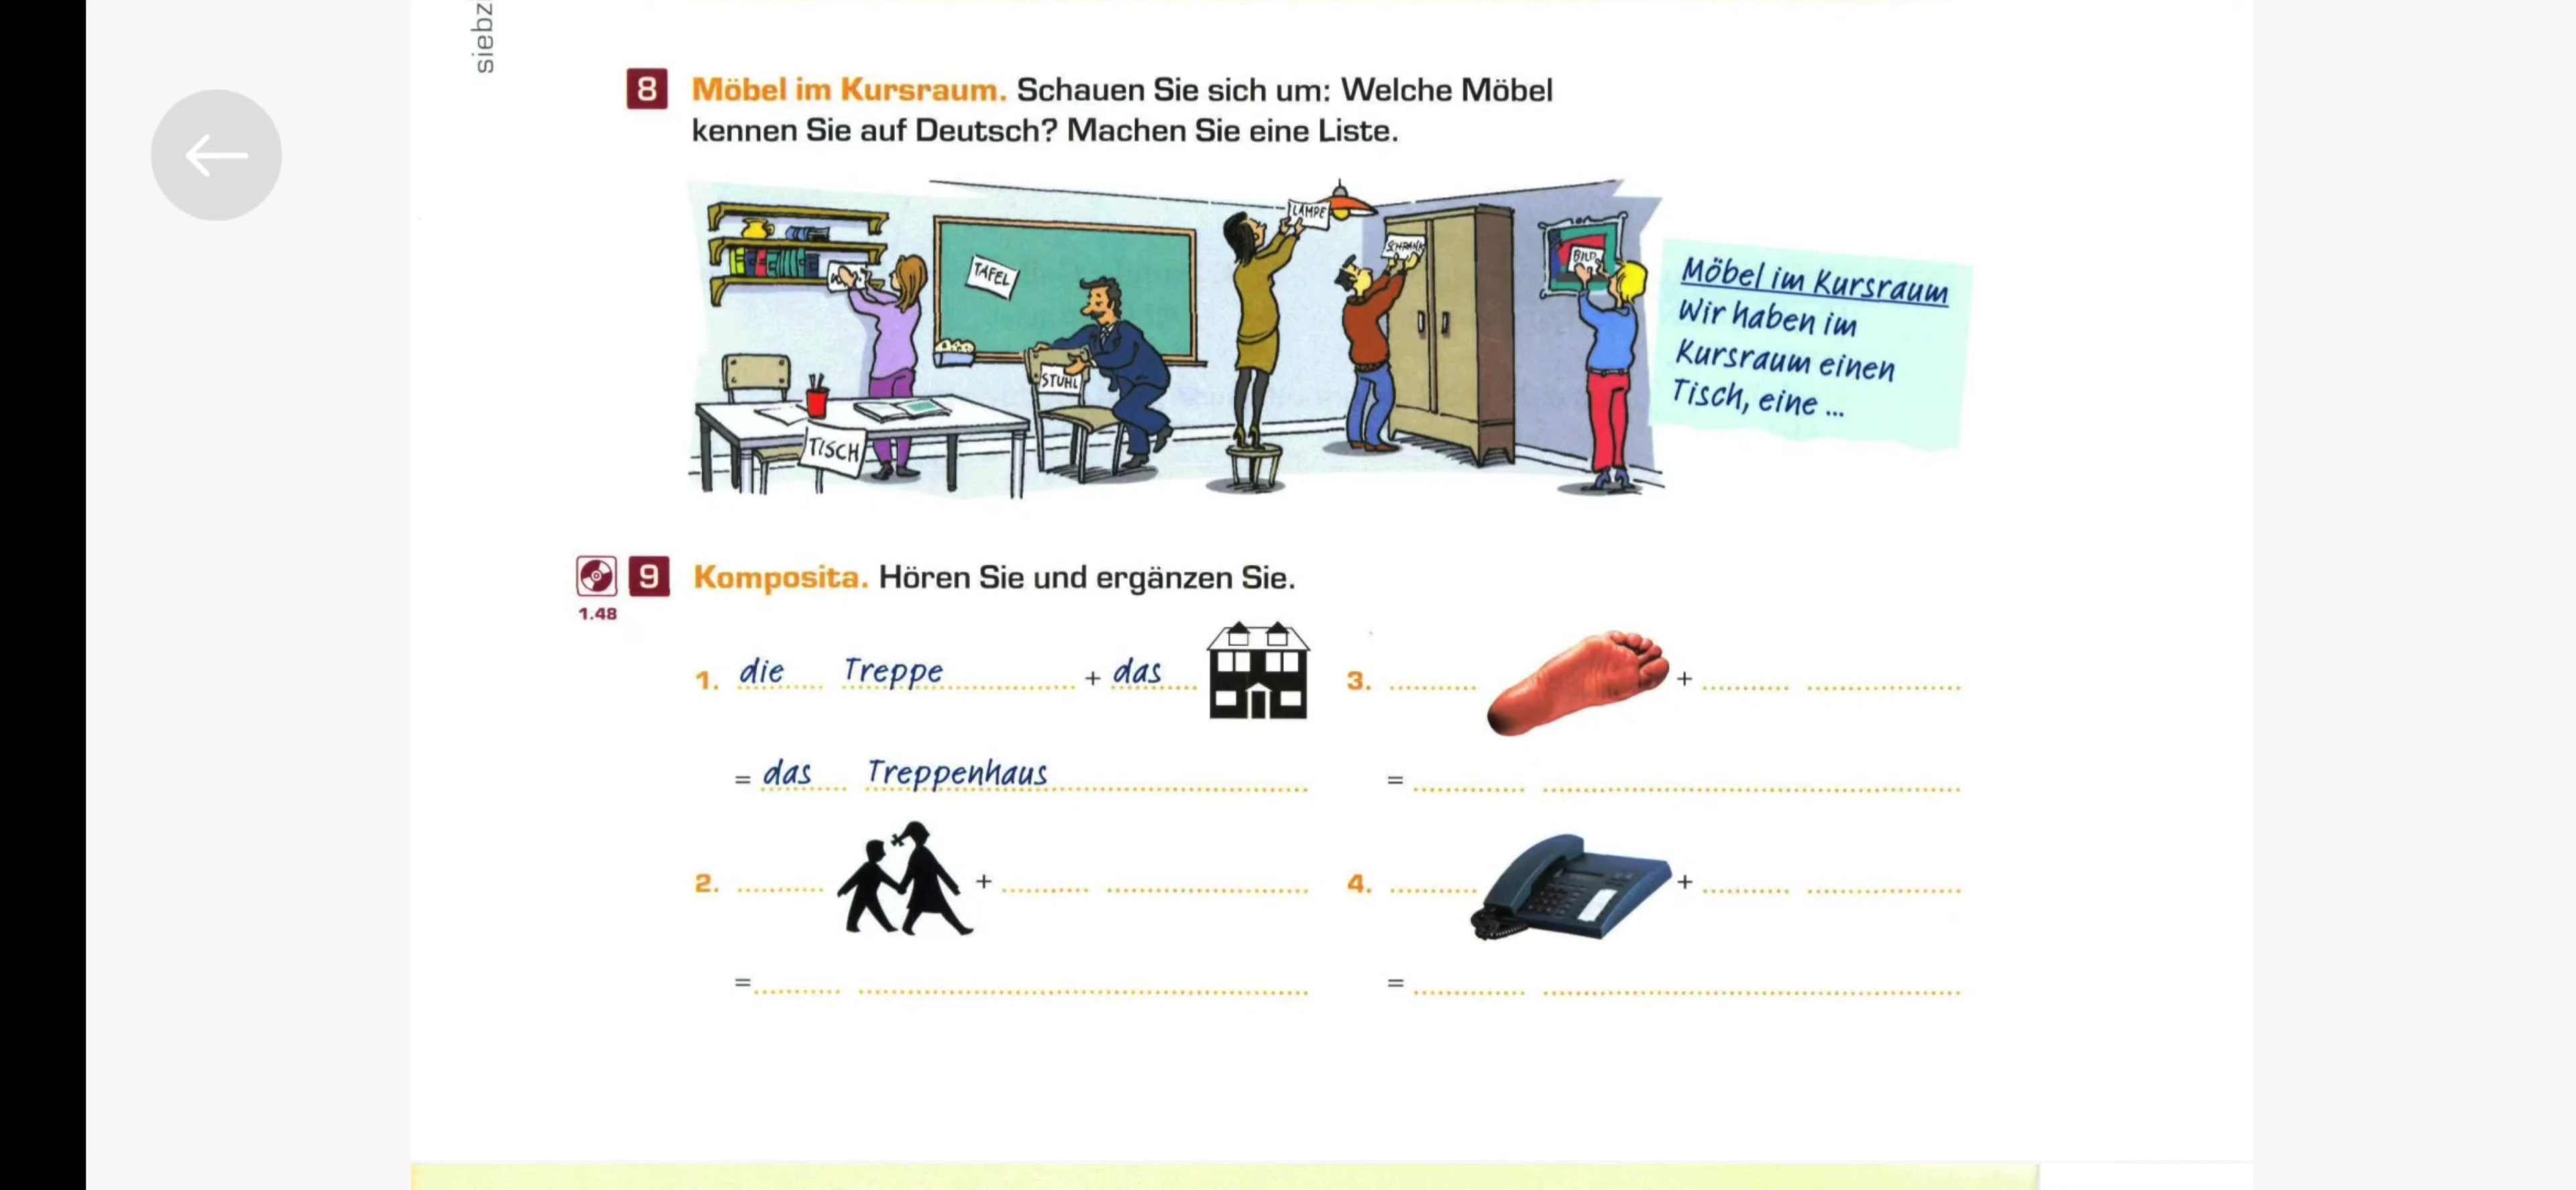 siebz
8 Möbel im Kursraum. Schauen Sie sich um: Welche Möbel
kennen Sie auf Deutsch? Machen Sie eine Liste.
LAMPE
SCHRANK
BILD
TAFEL
STUHL
TISCH
Möbel im Kursraum
Wir haben im
Kursraum einen
Tisch, eine ...
9 Komposita. Hören Sie und ergänzen Sie.
1.48
1. die Treppe + das
= das Treppenhaus
2. +
=
3. +
=
4. +
=